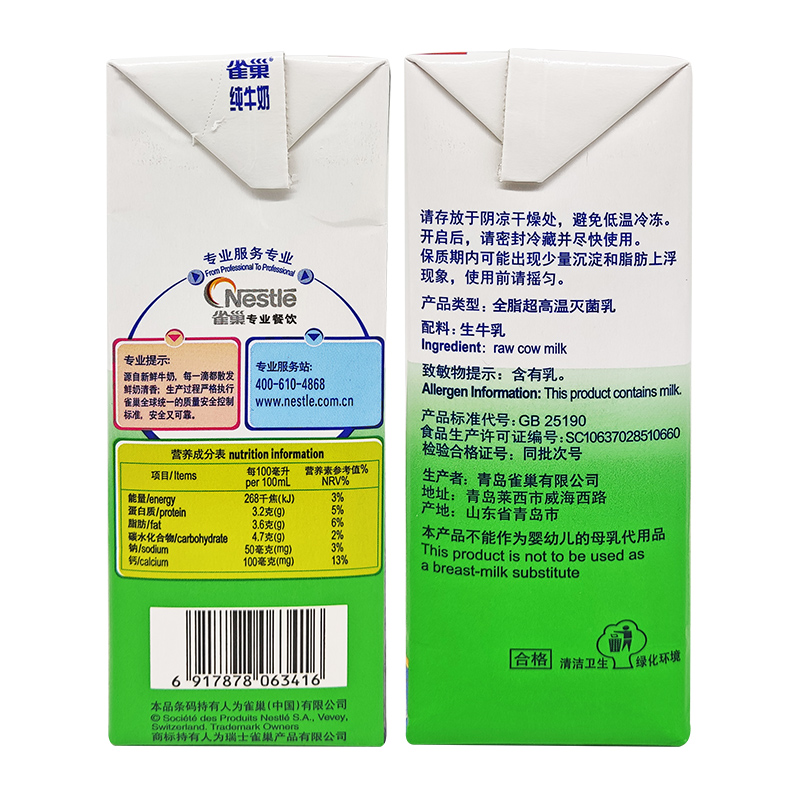 雀巢®
纯牛奶
专业服务专业
From Professional To Professional
Nestlé
雀巢专业餐饮
专业提示:
源自新鲜牛奶，每一滴都散发
鲜奶清香；生产过程严格执行
雀巢全球统一的质量安全控制
标准，安全又可靠。
专业服务站:
400-610-4868
www.nestle.com.cn
营养成分表 nutrition information
项目/Items 每100毫升 per 100mL 营养素参考值% NRV%
能量/energy 268千焦(kJ) 3%
蛋白质/protein 3.2克(g) 5%
脂肪/fat 3.6克(g) 6%
碳水化合物/carbohydrate 4.7克(g) 2%
钠/sodium 50毫克(mg) 3%
钙/calcium 100毫克(mg) 13%
6 917878 063416
本品条码持有人为雀巢(中国)有限公司
© Société des Produits Nestlé S.A., Vevey,
Switzerland. Trademark Owners
商标持有人为瑞士雀巢产品有限公司
请存放于阴凉干燥处，避免低温冷冻。
开启后，请密封冷藏并尽快使用。
保质期内可能出现少量沉淀和脂肪上浮
现象，使用前请摇匀。
产品类型: 全脂超高温灭菌乳
配料: 生牛乳
Ingredient: raw cow milk
致敏物提示: 含有乳。
Allergen Information: This product contains milk.
产品标准代号: GB 25190
食品生产许可证编号: SC10637028510660
检验合格证号: 同批次号
生产者: 青岛雀巢有限公司
地址: 青岛莱西市威海西路
产地: 山东省青岛市
本产品不能作为婴幼儿的母乳代用品
This product is not to be used as
a breast-milk substitute
合格 清洁卫生 绿化环境